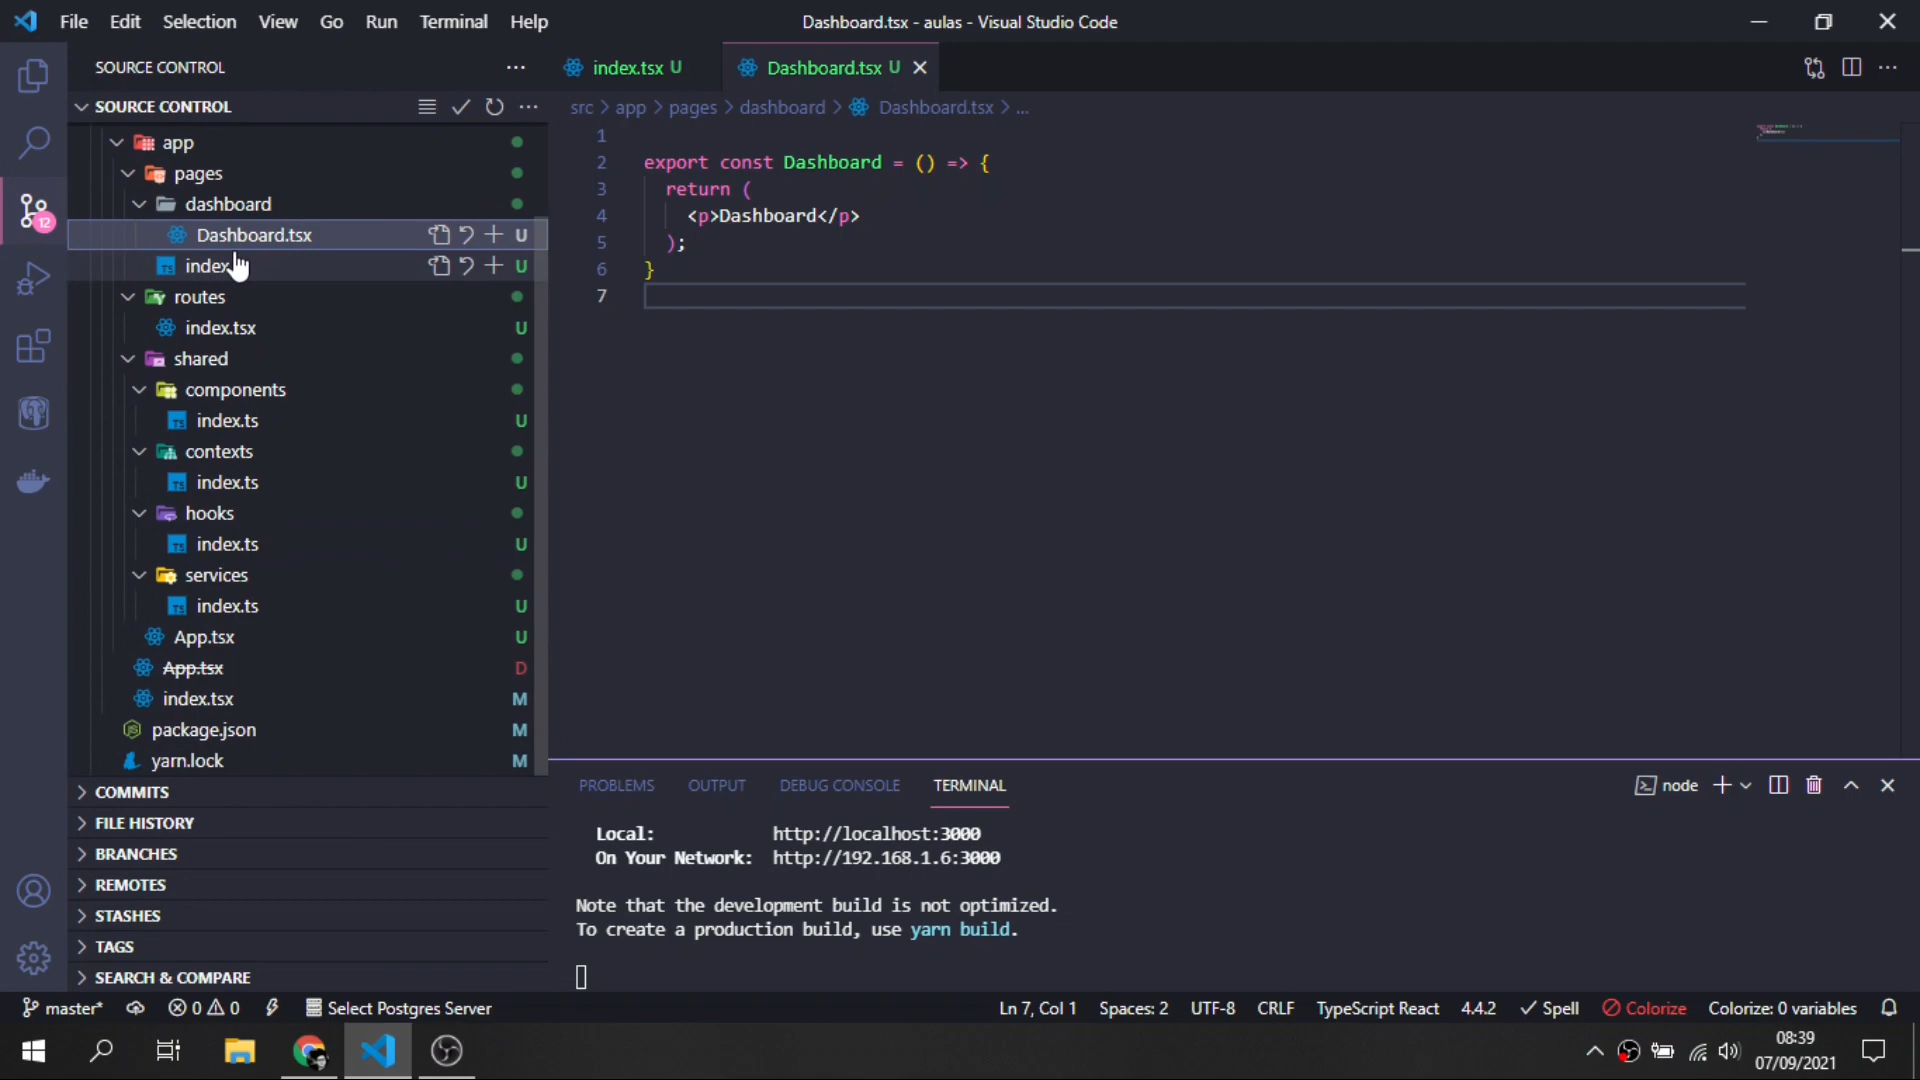 File Edit Selection View Go Run Terminal Help
Dashboard.tsx - aulas - Visual Studio Code
SOURCE CONTROL
SOURCE CONTROL
app
pages
dashboard
Dashboard.tsx U
index U
routes
index.tsx U
shared
components
index.ts U
contexts
index.ts U
hooks
index.ts U
services
index.ts U
App.tsx U
App.tsx D
index.tsx M
package.json M
yarn.lock M
COMMITS
FILE HISTORY
BRANCHES
REMOTES
STASHES
TAGS
SEARCH & COMPARE
12
index.tsx U
Dashboard.tsx U
src > app > pages > dashboard > Dashboard.tsx > ...
1
2 export const Dashboard = () => {
3 return (
4 <p>Dashboard</p>
5 );
6 }
7
PROBLEMS OUTPUT DEBUG CONSOLE TERMINAL
node
Local: http://localhost:3000
On Your Network: http://192.168.1.6:3000
Note that the development build is not optimized.
To create a production build, use yarn build.
master* 0 0 Select Postgres Server
Ln 7, Col 1 Spaces: 2 UTF-8 CRLF TypeScript React 4.4.2 Spell Colorize Colorize: 0 variables
08:39
07/09/2021